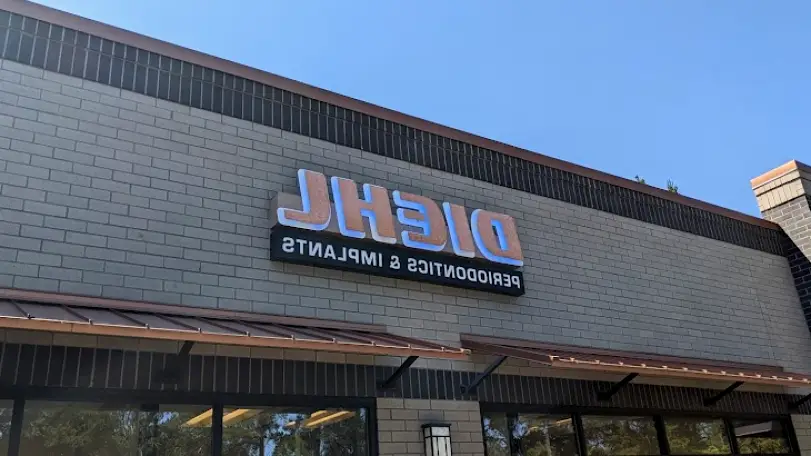 DIEHL
PERIODONTICS & IMPLANTS